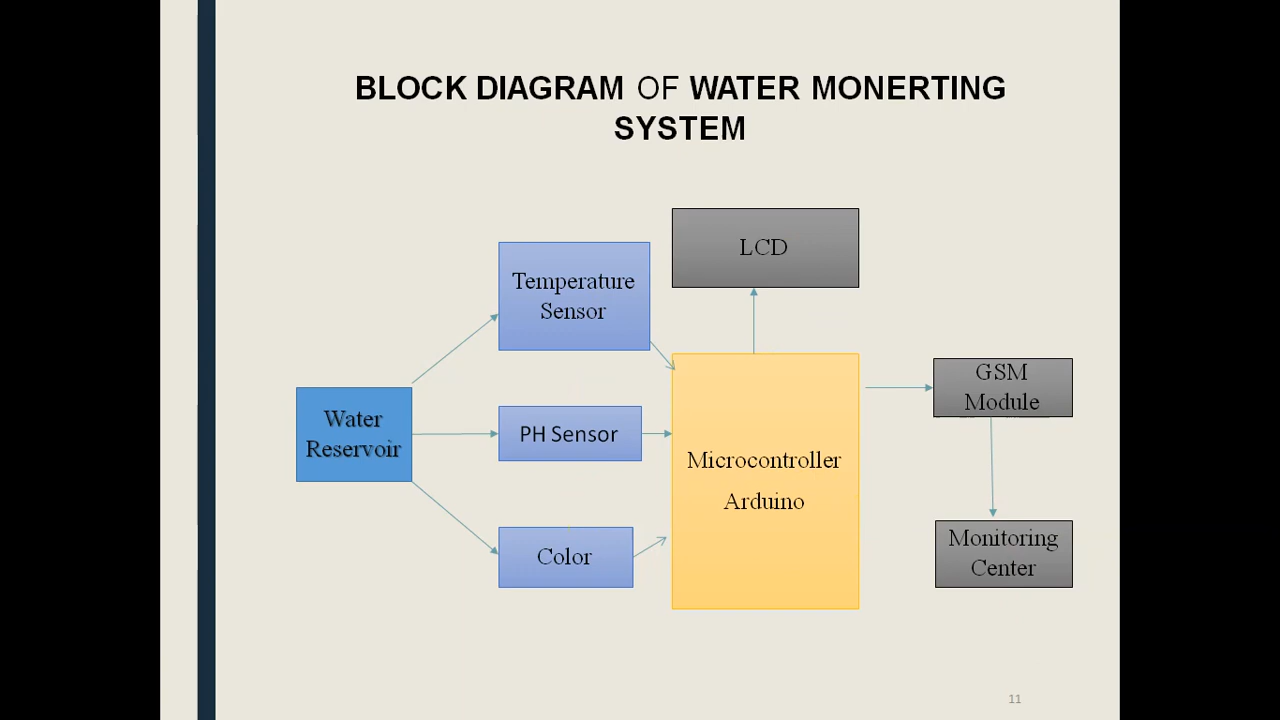 BLOCK DIAGRAM OF WATER MONERTING
SYSTEM
LCD
Temperature
Sensor
Water
Reservoir
PH Sensor
Color
Microcontroller
Arduino
GSM
Module
Monitoring
Center
11